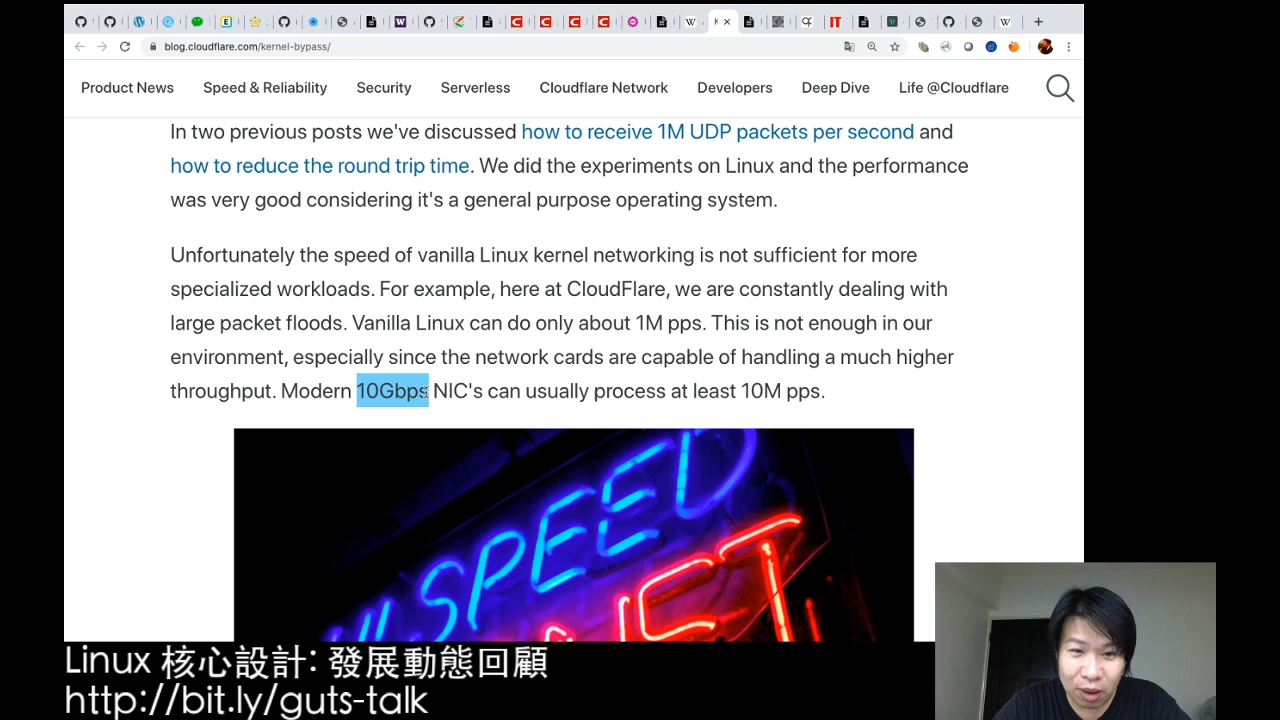 blog.cloudflare.com/kernel-bypass/
Product News Speed & Reliability Security Serverless Cloudflare Network Developers Deep Dive Life @Cloudflare
In two previous posts we've discussed how to receive 1M UDP packets per second and
how to reduce the round trip time. We did the experiments on Linux and the performance
was very good considering it's a general purpose operating system.
Unfortunately the speed of vanilla Linux kernel networking is not sufficient for more
specialized workloads. For example, here at CloudFlare, we are constantly dealing with
large packet floods. Vanilla Linux can do only about 1M pps. This is not enough in our
environment, especially since the network cards are capable of handling a much higher
throughput. Modern 10Gbps NIC's can usually process at least 10M pps.
SPEED
Linux 核心設計: 發展動態回顧
http://bit.ly/guts-talk